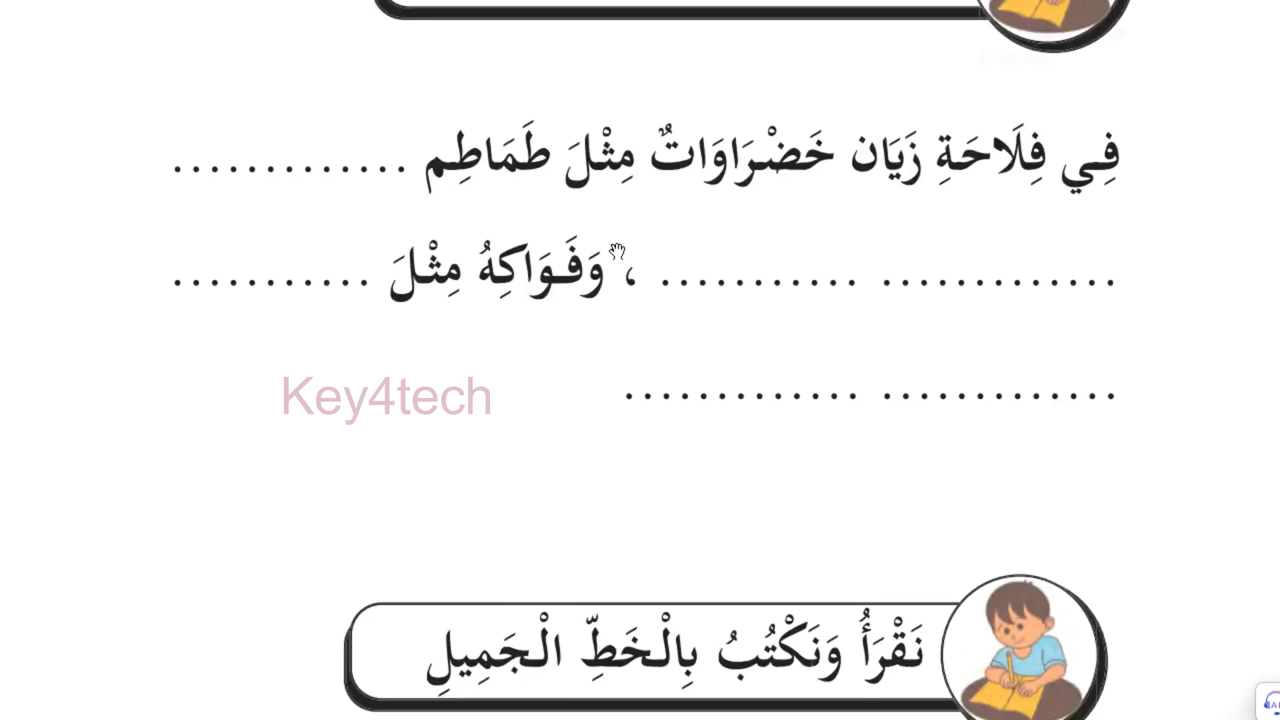 فِي فِلَاحَةِ زَيَان خَضْرَاوَاتٌ مِثْلَ طَمَاطِم .............
............. ........... ، وَفَوَاكِهُ مِثْلَ ...........
............. .............
Key4tech
نَقْرَأُ وَنَكْتُبُ بِالْخَطِّ الْجَمِيلِ